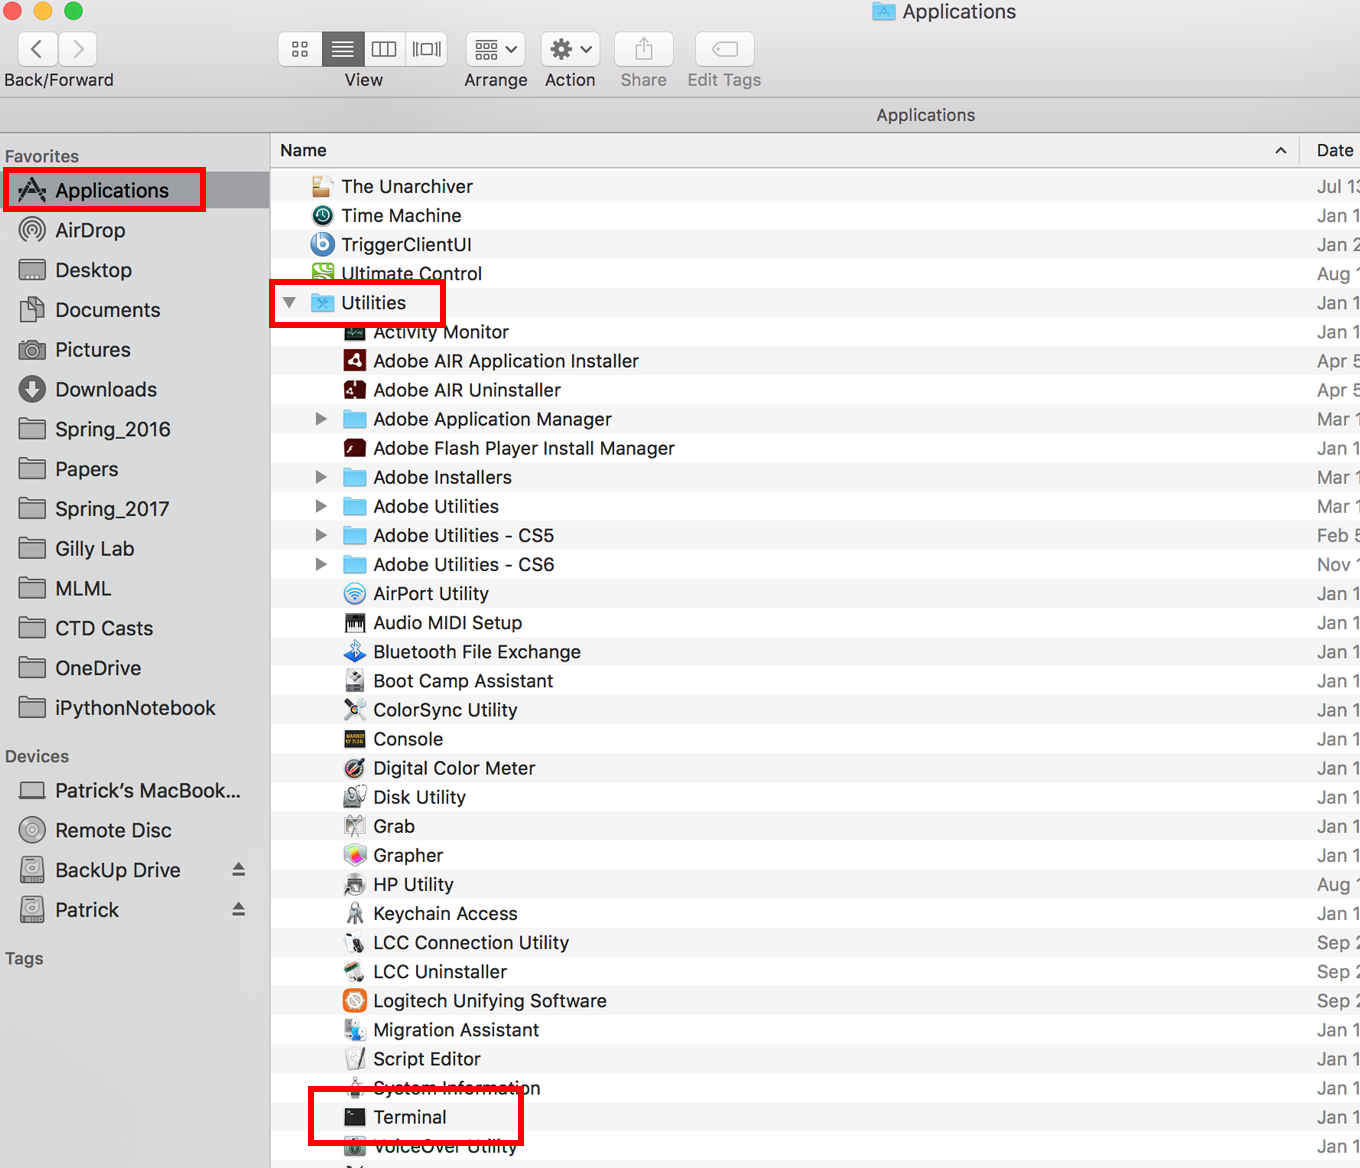 Applications
Back/Forward
View
Arrange
Action
Share
Edit Tags
Applications
Favorites
Applications
AirDrop
Desktop
Documents
Pictures
Downloads
Spring_2016
Papers
Spring_2017
Gilly Lab
MLML
CTD Casts
OneDrive
iPythonNotebook
Devices
Patrick's MacBook...
Remote Disc
BackUp Drive
Patrick
Tags
Name Date
The Unarchiver Jul 13
Time Machine Jan 1
TriggerClientUI Jan 2
Ultimate Control Aug 1
Utilities Jan 1
Activity Monitor Jan 1
Adobe AIR Application Installer Apr 5
Adobe AIR Uninstaller Apr 5
Adobe Application Manager Mar 1
Adobe Flash Player Install Manager Jan 1
Adobe Installers Mar 1
Adobe Utilities Mar 1
Adobe Utilities - CS5 Feb 5
Adobe Utilities - CS6 Nov 1
AirPort Utility Jan 1
Audio MIDI Setup Jan 1
Bluetooth File Exchange Jan 1
Boot Camp Assistant Jan 1
ColorSync Utility Jan 1
Console Jan 1
Digital Color Meter Jan 1
Disk Utility Jan 1
Grab Jan 1
Grapher Jan 1
HP Utility Aug 1
Keychain Access Jan 1
LCC Connection Utility Sep 2
LCC Uninstaller Sep 2
Logitech Unifying Software Sep 2
Migration Assistant Jan 1
Script Editor Jan 1
System Information Jan 1
Terminal Jan 1
VoiceOver Utility Jan 1